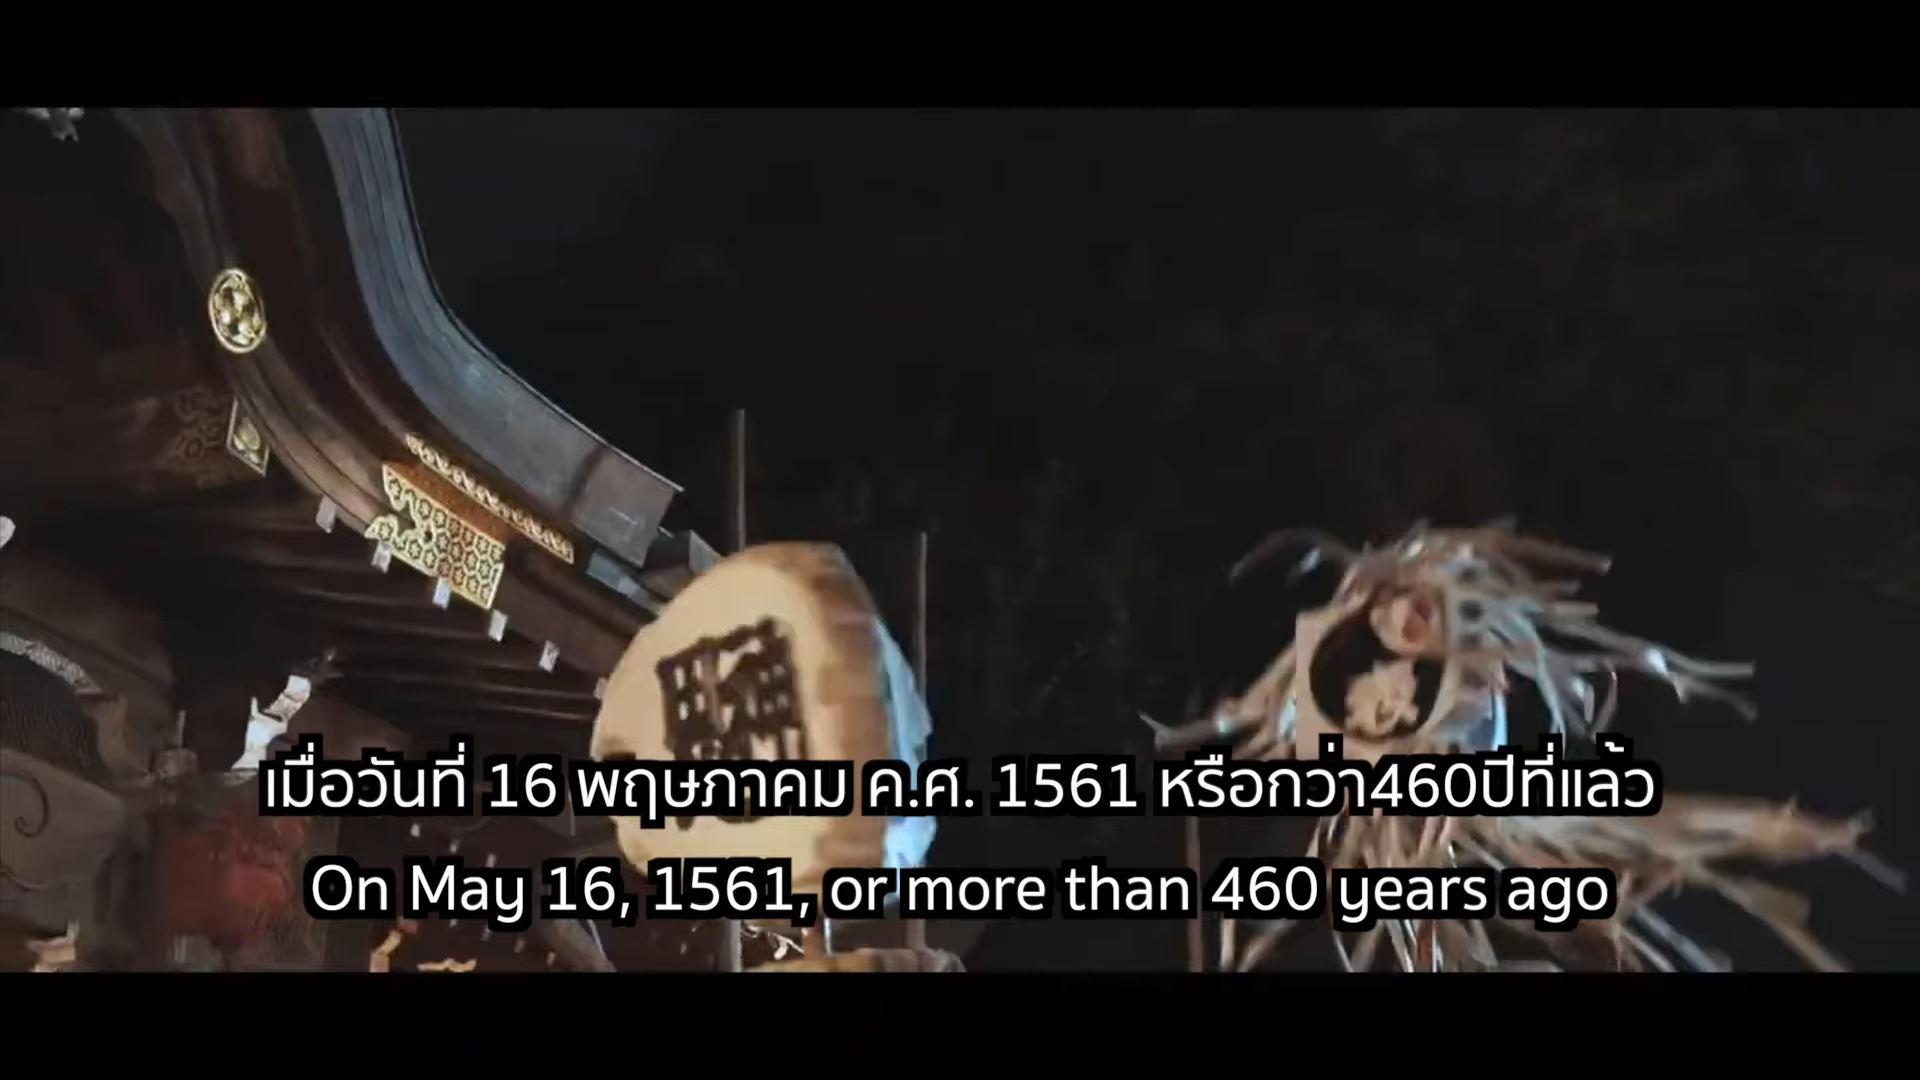 เมื่อวันที่ 16 พฤษภาคม ค.ศ. 1561 หรือกว่า460ปีที่แล้ว
On May 16, 1561, or more than 460 years ago